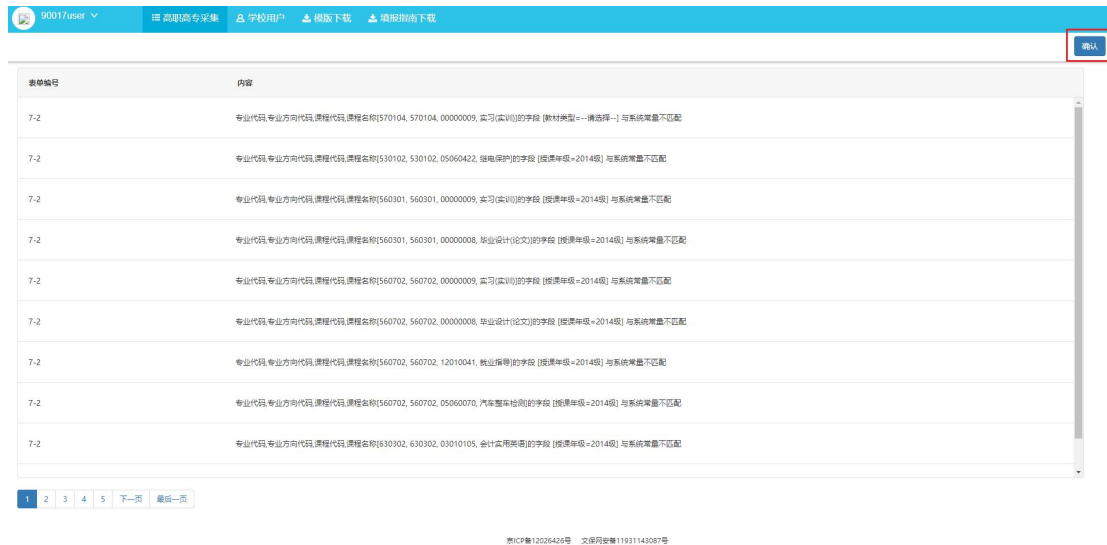 90017user 高职高专采集 学校用户 模版下载 填报指南下载
确认
表单编号 内容
7-2 专业代码,专业方向代码,课程代码,课程名称[570104, 570104, 00000009, 实习(实训)]的字段 [教材类型=--请选择--] 与系统常量不匹配
7-2 专业代码,专业方向代码,课程代码,课程名称[530102, 530102, 05060422, 继电保护]的字段 [授课年级=2014级] 与系统常量不匹配
7-2 专业代码,专业方向代码,课程代码,课程名称[560301, 560301, 00000009, 实习(实训)]的字段 [授课年级=2014级] 与系统常量不匹配
7-2 专业代码,专业方向代码,课程代码,课程名称[560301, 560301, 00000008, 毕业设计(论文)]的字段 [授课年级=2014级] 与系统常量不匹配
7-2 专业代码,专业方向代码,课程代码,课程名称[560702, 560702, 00000009, 实习(实训)]的字段 [授课年级=2014级] 与系统常量不匹配
7-2 专业代码,专业方向代码,课程代码,课程名称[560702, 560702, 00000008, 毕业设计(论文)]的字段 [授课年级=2014级] 与系统常量不匹配
7-2 专业代码,专业方向代码,课程代码,课程名称[560702, 560702, 12010041, 就业指导]的字段 [授课年级=2014级] 与系统常量不匹配
7-2 专业代码,专业方向代码,课程代码,课程名称[560702, 560702, 05060070, 汽车整车检测]的字段 [授课年级=2014级] 与系统常量不匹配
7-2 专业代码,专业方向代码,课程代码,课程名称[630302, 630302, 03010105, 会计实用英语]的字段 [授课年级=2014级] 与系统常量不匹配
1 2 3 4 5 下一页 最后一页
京ICP备12026426号 文保网安备11931143087号